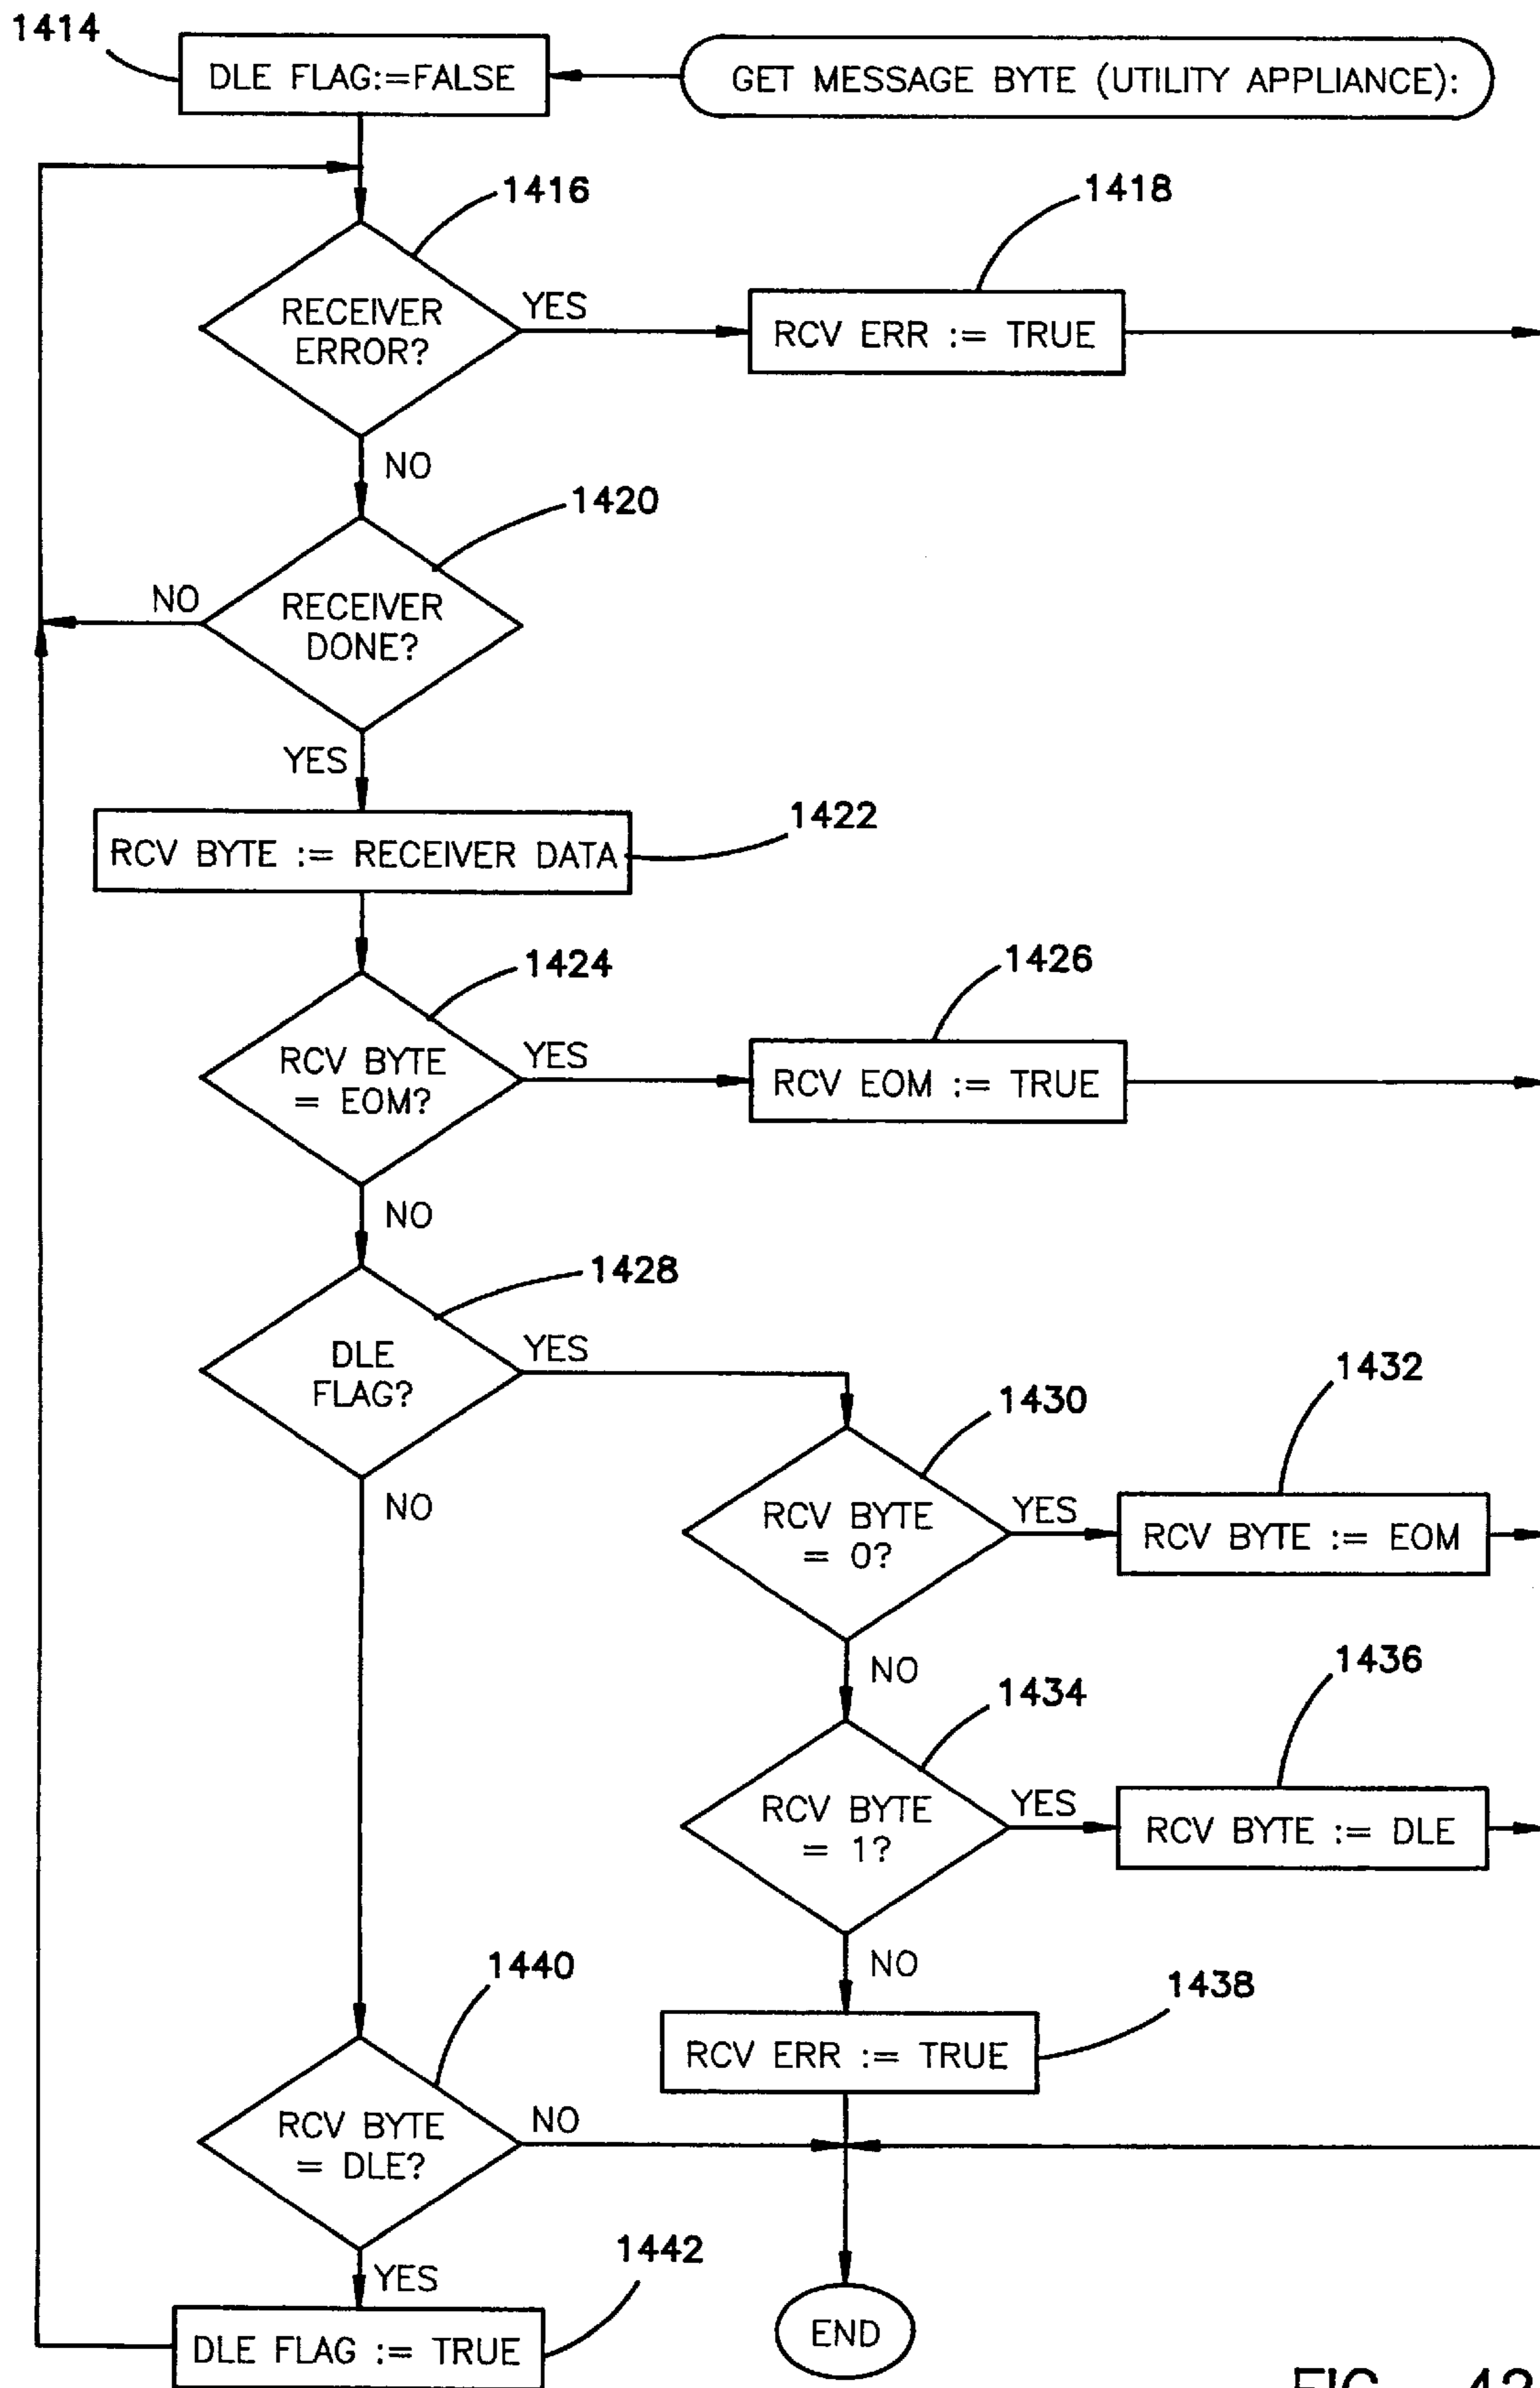 1414
DLE FLAG:=FALSE
GET MESSAGE BYTE (UTILITY APPLIANCE):
1416
1418
RECEIVER
ERROR?
YES
RCV ERR := TRUE
NO
1420
RECEIVER
DONE?
NO
YES
1422
RCV BYTE := RECEIVER DATA
1424
1426
RCV BYTE
= EOM?
YES
RCV EOM := TRUE
NO
1428
DLE
FLAG?
YES
NO
1430
1432
RCV BYTE
= 0?
YES
RCV BYTE := EOM
NO
1434
1436
RCV BYTE
= 1?
YES
RCV BYTE := DLE
NO
1438
RCV ERR := TRUE
1440
RCV BYTE
= DLE?
NO
YES
1442
DLE FLAG := TRUE
END
FIG. 42